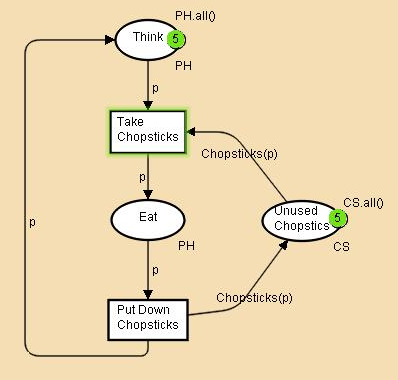 PH.all()
Think
5
PH
p
Take
Chopsticks
Chopsticks(p)
p
CS.all()
Unused
Chopstics
5
Eat
CS
PH
p
p
Chopsticks(p)
Put Down
Chopsticks